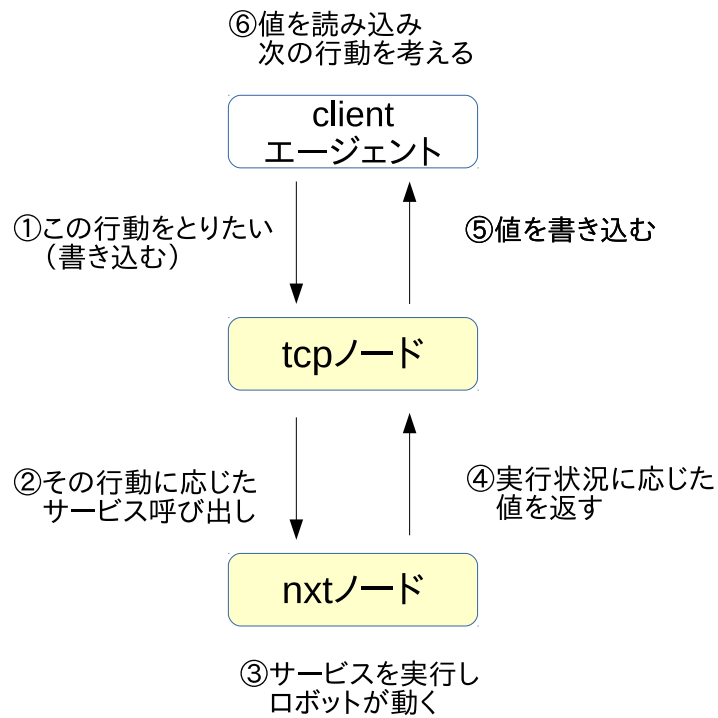 ⑥値を読み込み
次の行動を考える
client
エージェント
①この行動をとりたい
（書き込む）
⑤値を書き込む
tcpノード
②その行動に応じた
サービス呼び出し
④実行状況に応じた
値を返す
nxtノード
③サービスを実行し
ロボットが動く